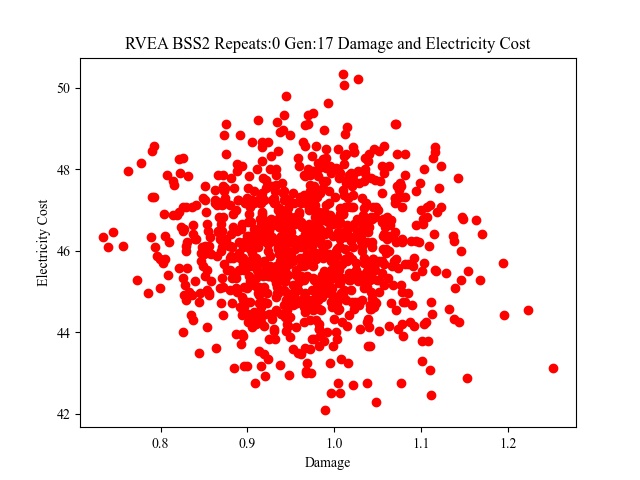 RVEA BSS2 Repeats:0 Gen:17 Damage and Electricity Cost
50
48
46
44
42
Electricity Cost
0.8 0.9 1.0 1.1 1.2
Damage